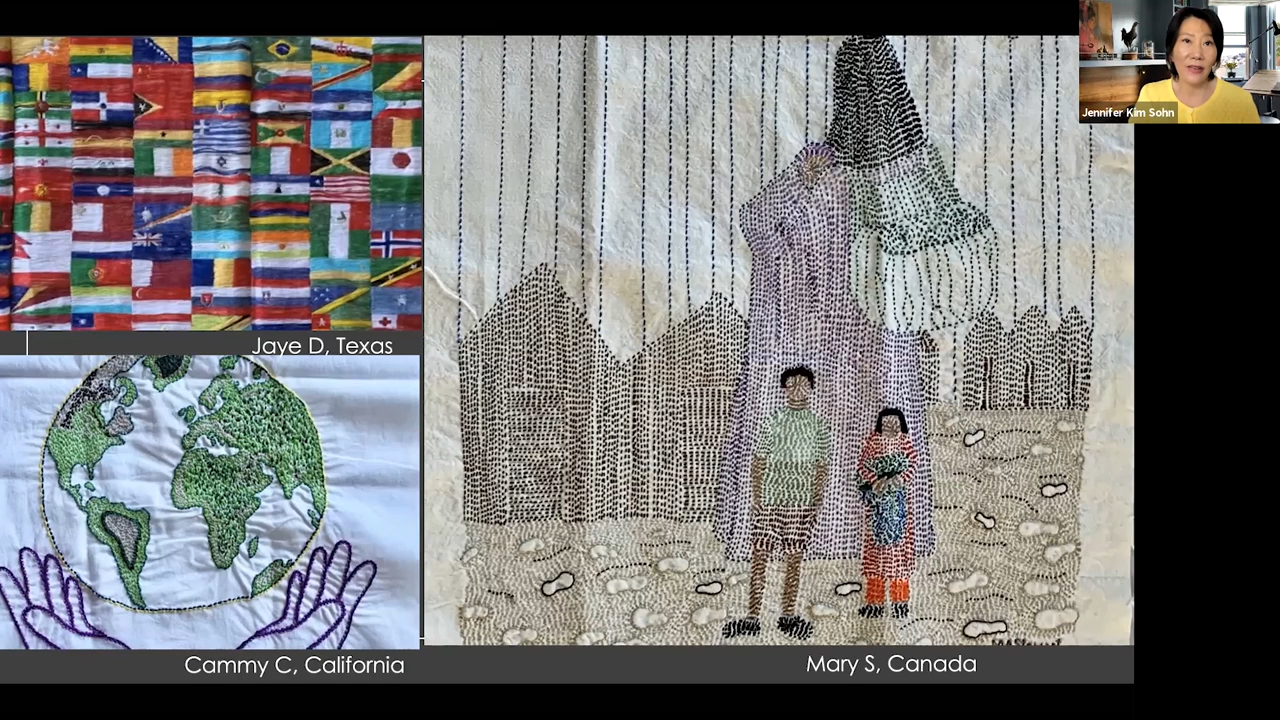 Jennifer Kim Sohn
Jaye D, Texas
Cammy C, California
Mary S, Canada